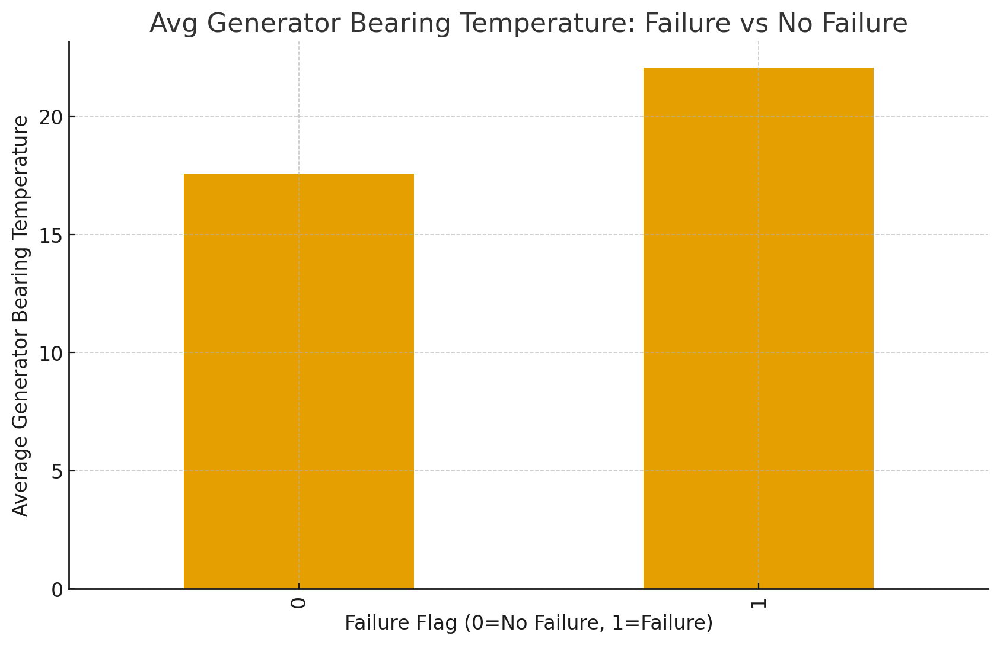 Avg Generator Bearing Temperature: Failure vs No Failure
Average Generator Bearing Temperature
20
15
10
5
0
0
1
Failure Flag (0=No Failure, 1=Failure)